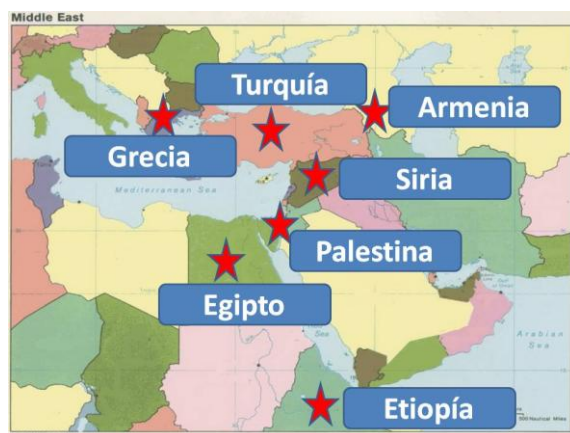 Middle East
Turquía
Armenia
Grecia
Siria
Mediterranean Sea
Palestina
Egipto
Arabian
Sea
Etiopía